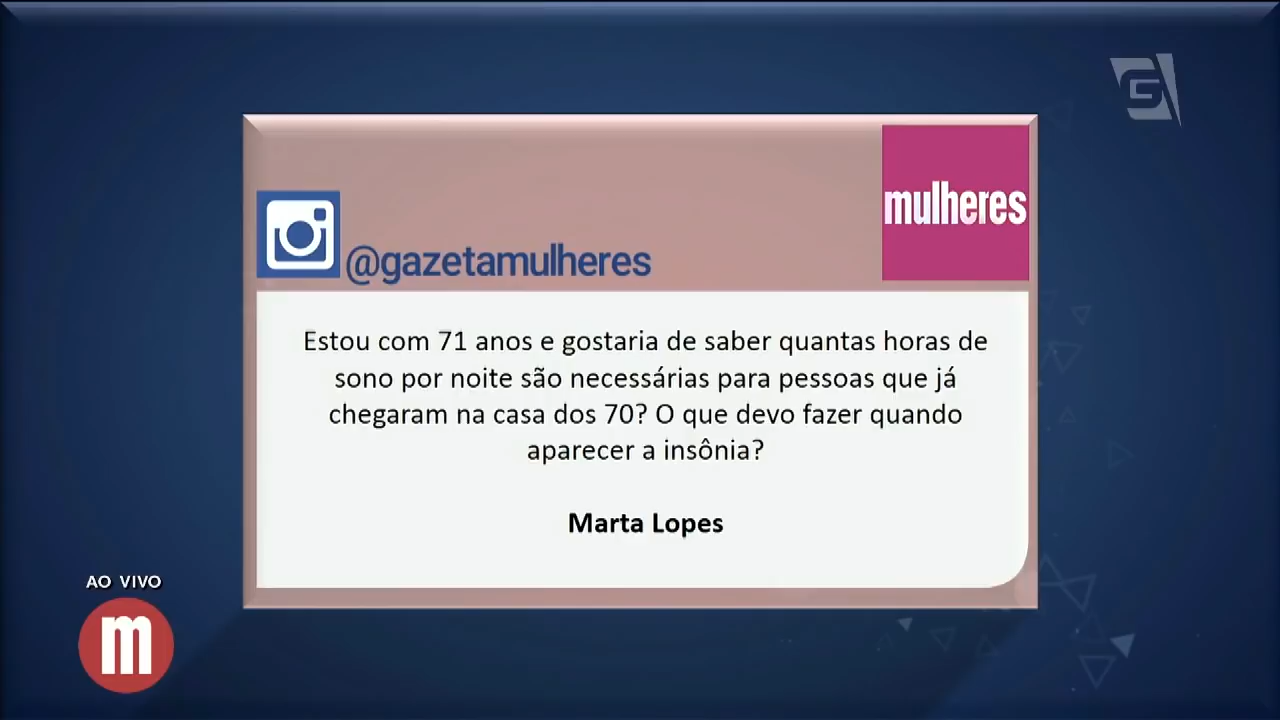 mulheres
@gazetamulheres
Estou com 71 anos e gostaria de saber quantas horas de
sono por noite são necessárias para pessoas que já
chegaram na casa dos 70? O que devo fazer quando
aparecer a insônia?
Marta Lopes
AO VIVO
m